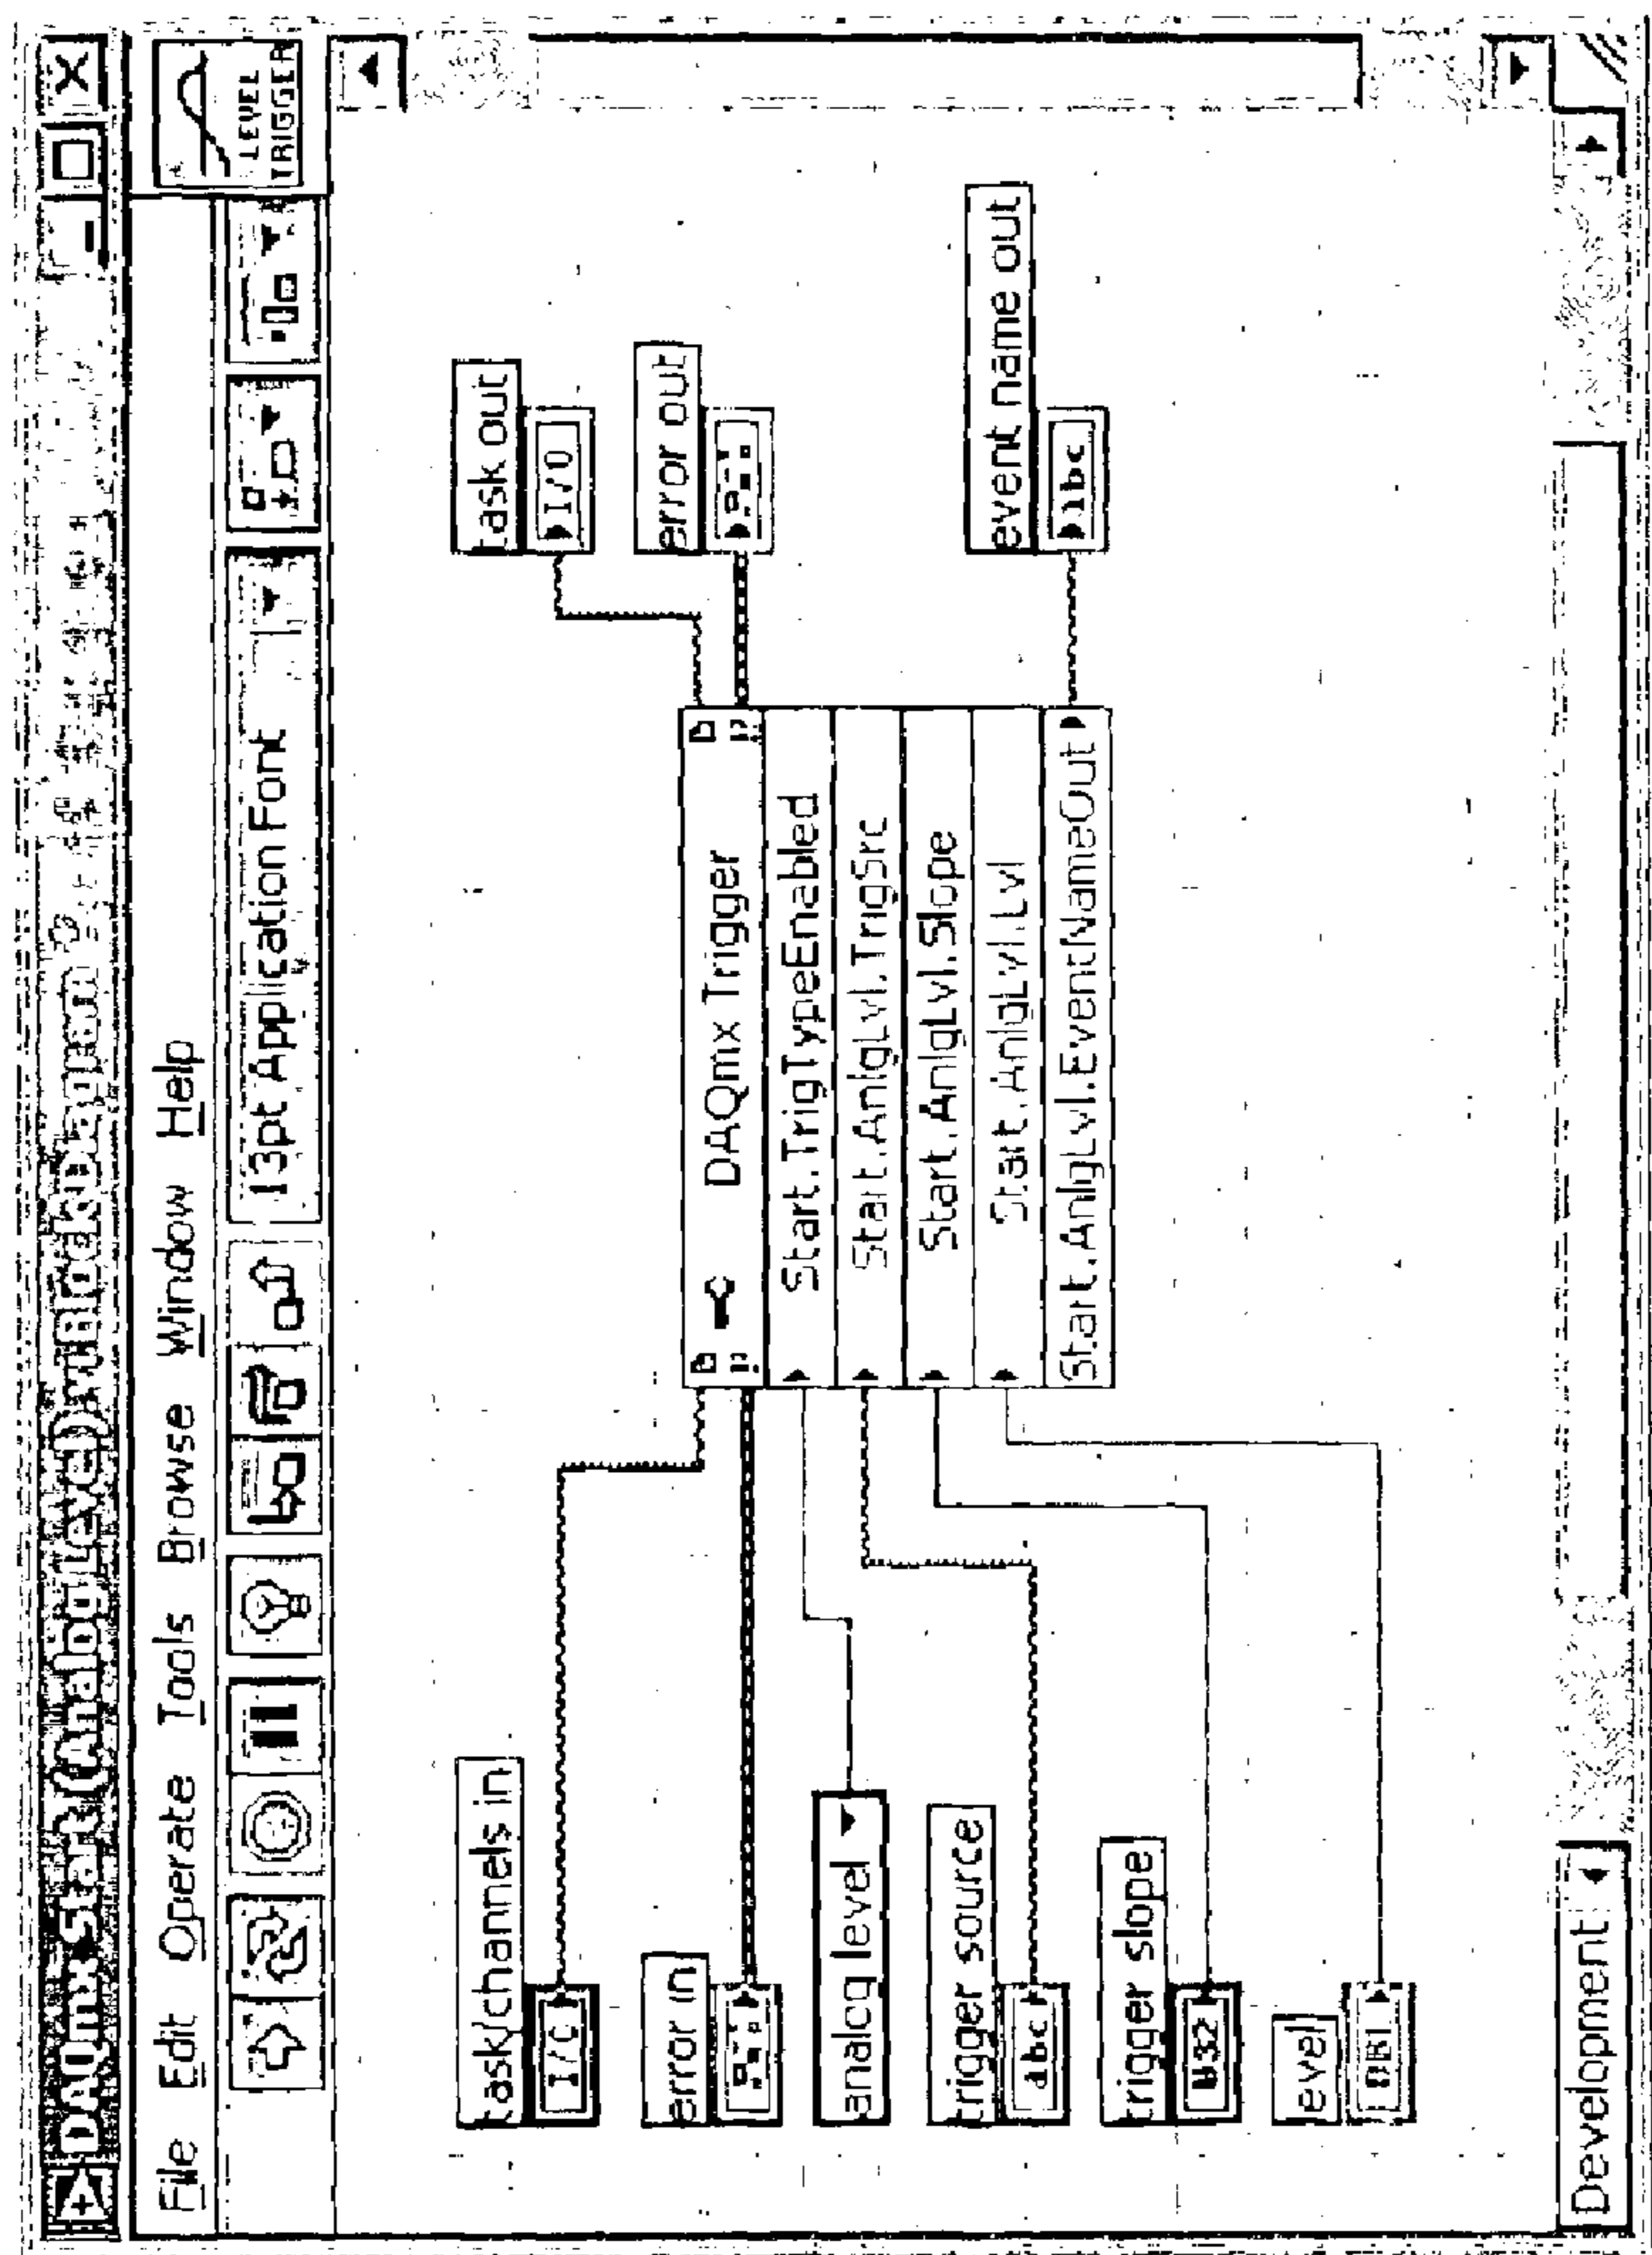 DAQmx Start (Analog Level).vi Block Diagram
File Edit Operate Tools Browse Window Help
LEVEL
TRIGGER
13pt Application Font
task/channels in
I/O
error in
analog level
trigger source
abc
trigger slope
U32
level
DBL
DAQmx Trigger
Start.TrigTypeEnabled
Start.AnlgLvl.TrigSrc
Start.AnlgLvl.Slope
Start.AnlgLvl.Lvl
Start.AnlgLvl.EventNameOut
task out
I/O
error out
event name out
abc
Development